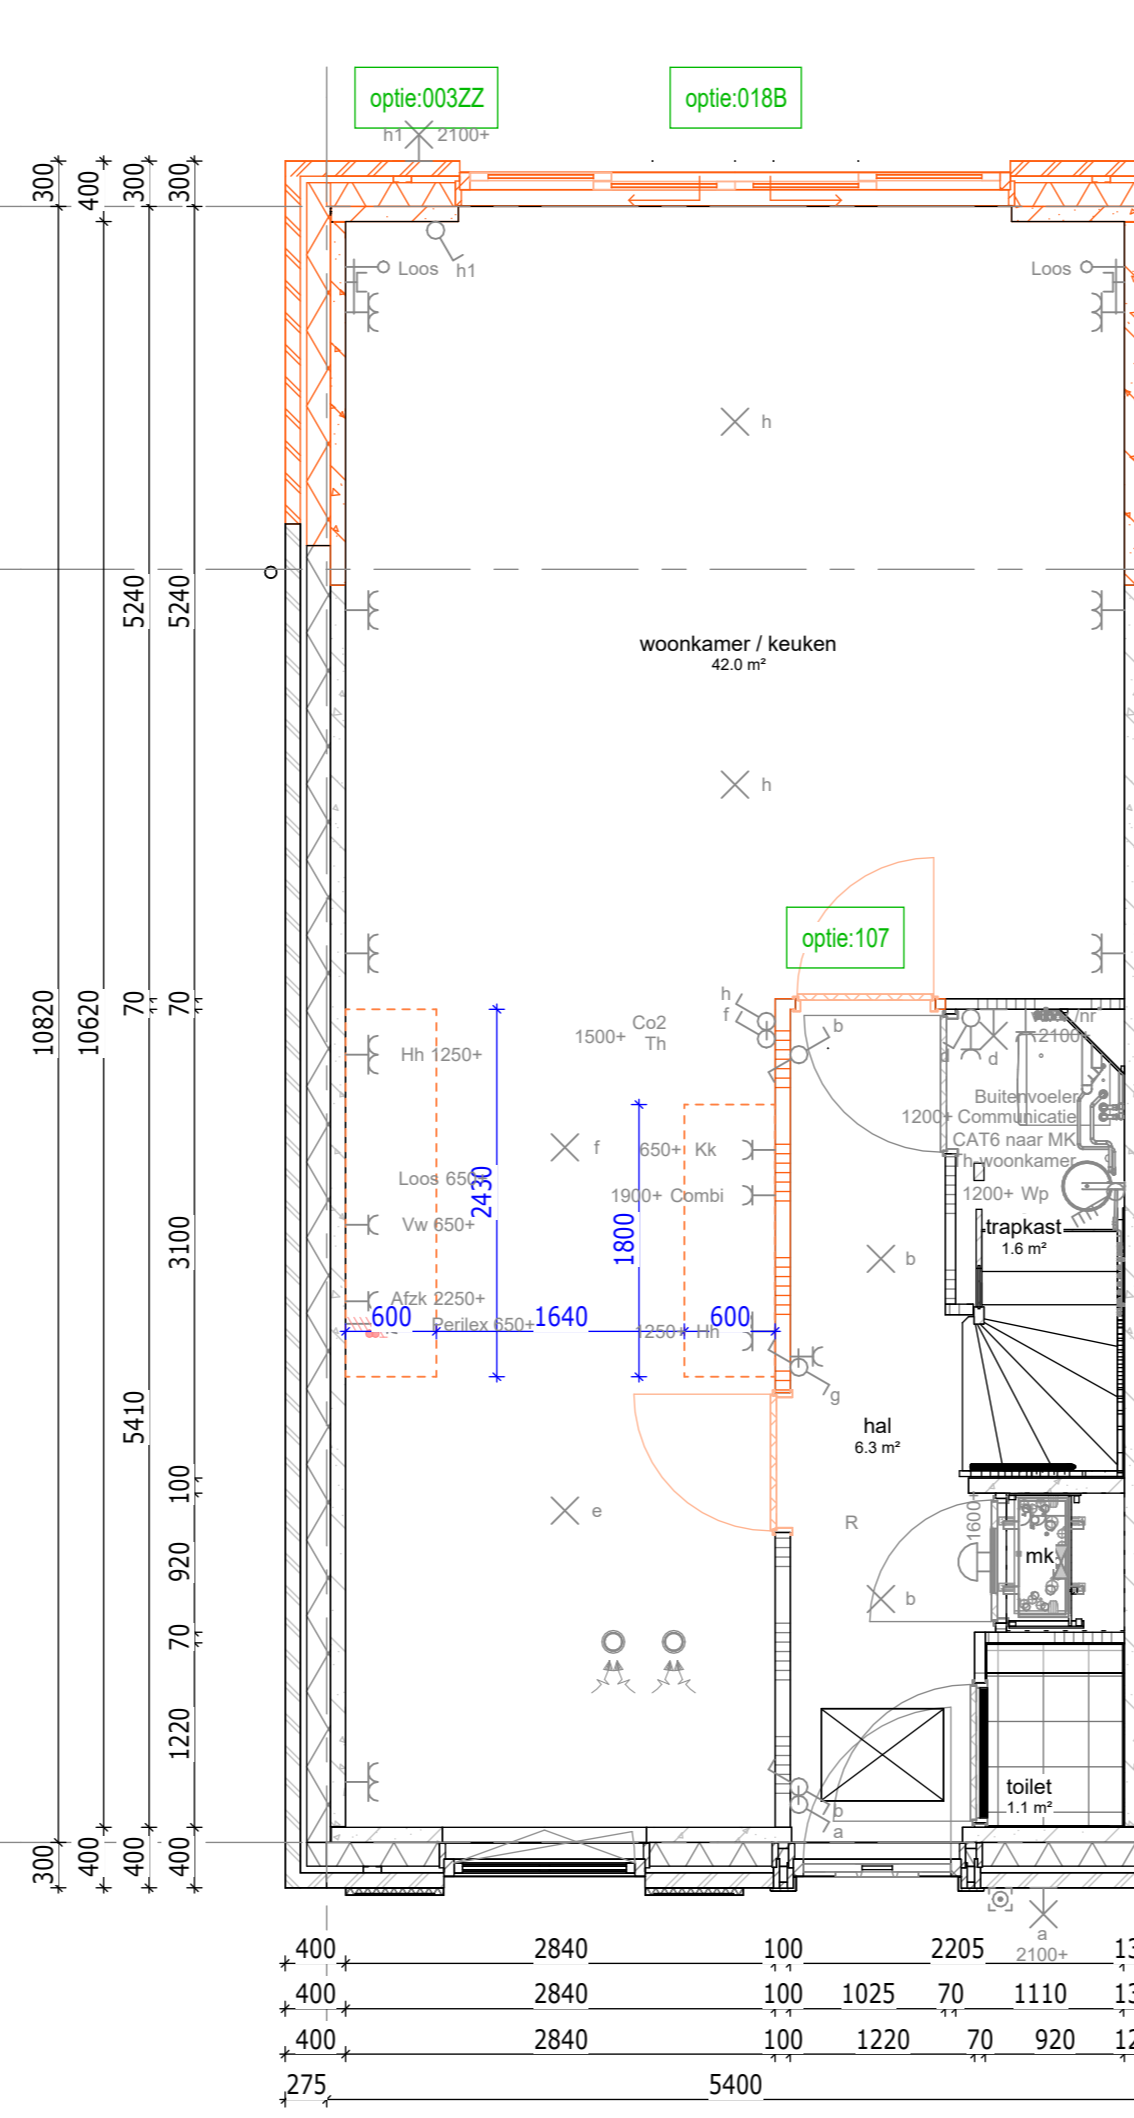 optie:003ZZ
optie:018B
h1
2100+
300
400
300
300
Loos
h1
Loos
h
5240
5240
woonkamer / keuken
42.0 m²
h
optie:107
10820
10620
70
70
h
f
Co2
1500+
Th
b
2100+
d
d
Hh 1250+
Buitenvoeler
1200+ Communicatie
CAT6 naar MK
Th woonkamer
f
650+ Kk
Loos 650+
2430
1900+ Combi
1200+ Wp
Vw 650+
1800
3100
trapkast
1.6 m²
b
Afzk 2250+
600
1640
600
Perilex 650+
1250+ Hh
g
5410
hal
6.3 m²
100
e
R
1600+
920
mk
b
70
1220
toilet
1.1 m²
b
a
300
400
400
400
a
2100+
400
2840
100
2205
400
2840
100
1025
70
1110
400
2840
100
1220
70
920
275
5400